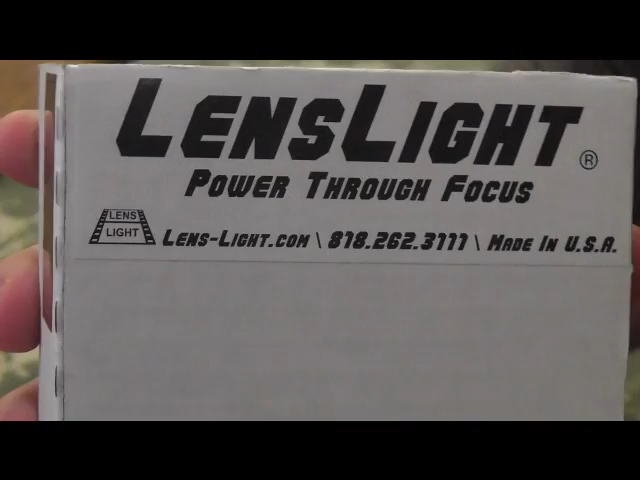 LENSLIGHT®
POWER THROUGH FOCUS
LENS
LIGHT
LENS-LIGHT.COM \ 818.262.3777 \ MADE IN U.S.A.